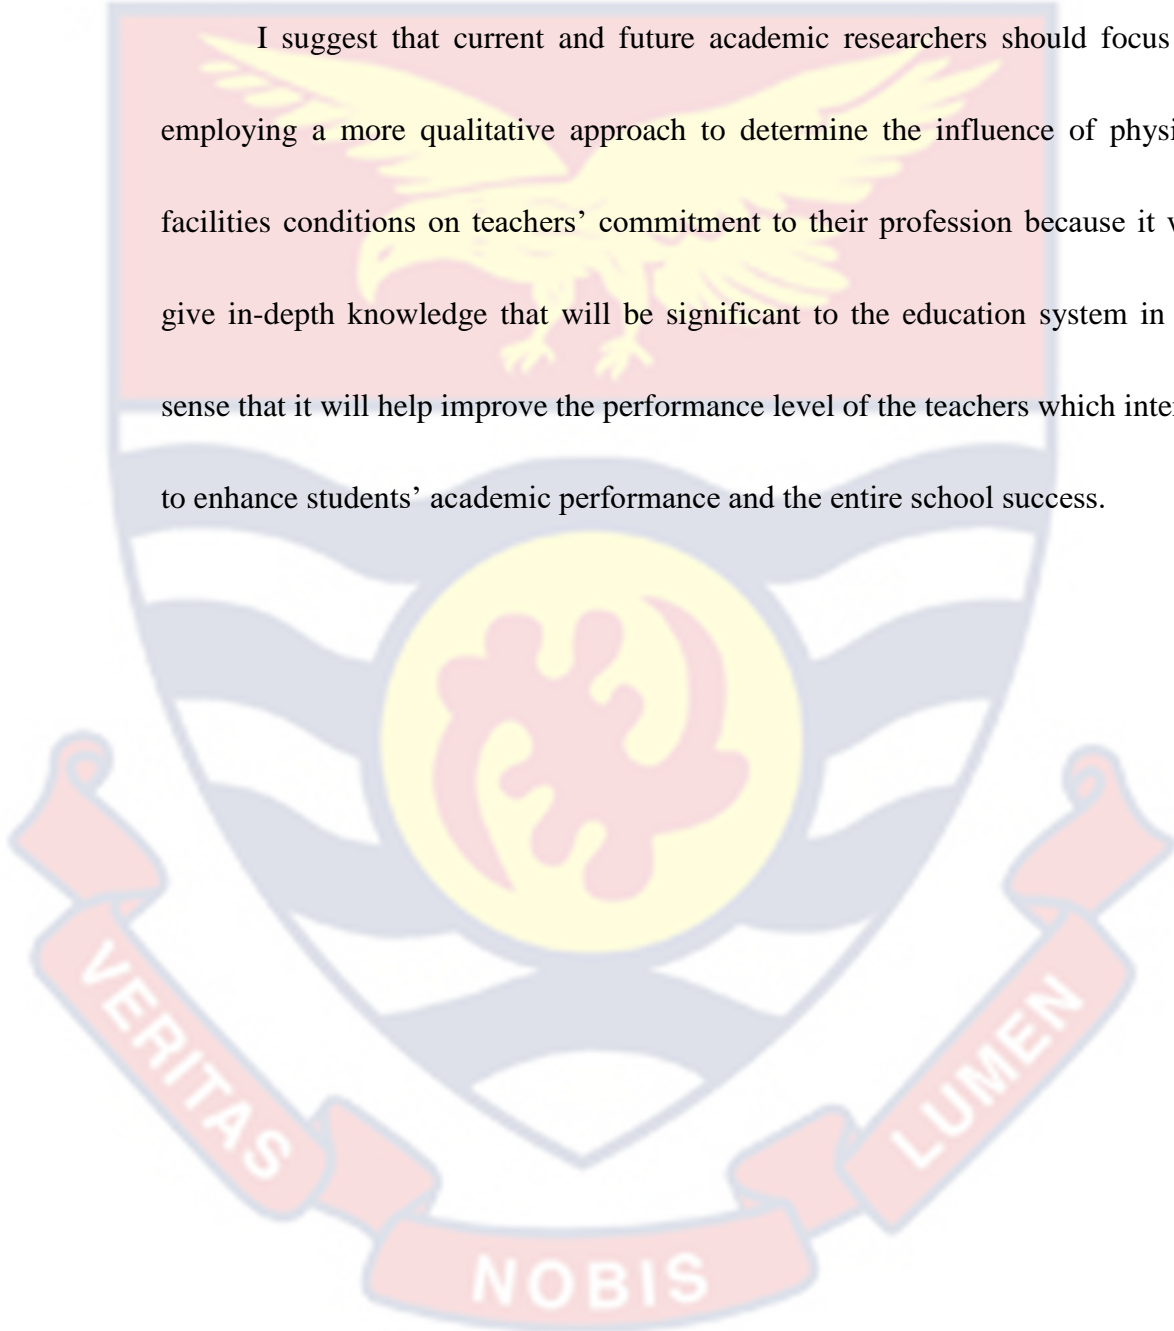 I suggest that current and future academic researchers should focus
employing a more qualitative approach to determine the influence of physi
facilities conditions on teachers’ commitment to their profession because it w
give in-depth knowledge that will be significant to the education system in
sense that it will help improve the performance level of the teachers which inte
to enhance students’ academic performance and the entire school success.
VERITAS
NOBIS
LUMEN